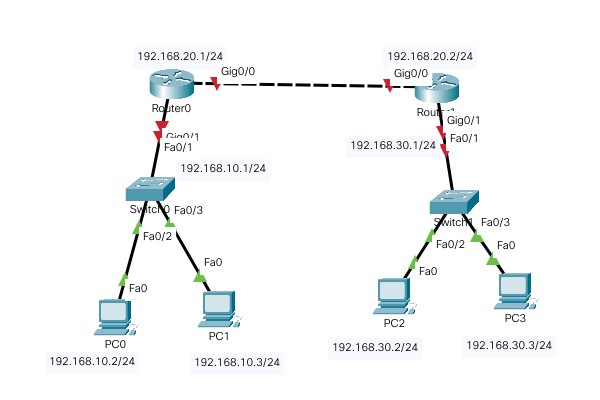 192.168.20.1/24
192.168.20.2/24
Gig0/0
Gig0/0
Router0
Gig0/1
Gig0/1
Fa0/1
Fa0/1
192.168.30.1/24
192.168.10.1/24
Switch0
Fa0/3
Fa0/3
Fa0/2
Fa0/2
Fa0
Fa0
Fa0
Fa0
PC0
PC1
PC2
PC3
192.168.10.2/24
192.168.10.3/24
192.168.30.2/24
192.168.30.3/24